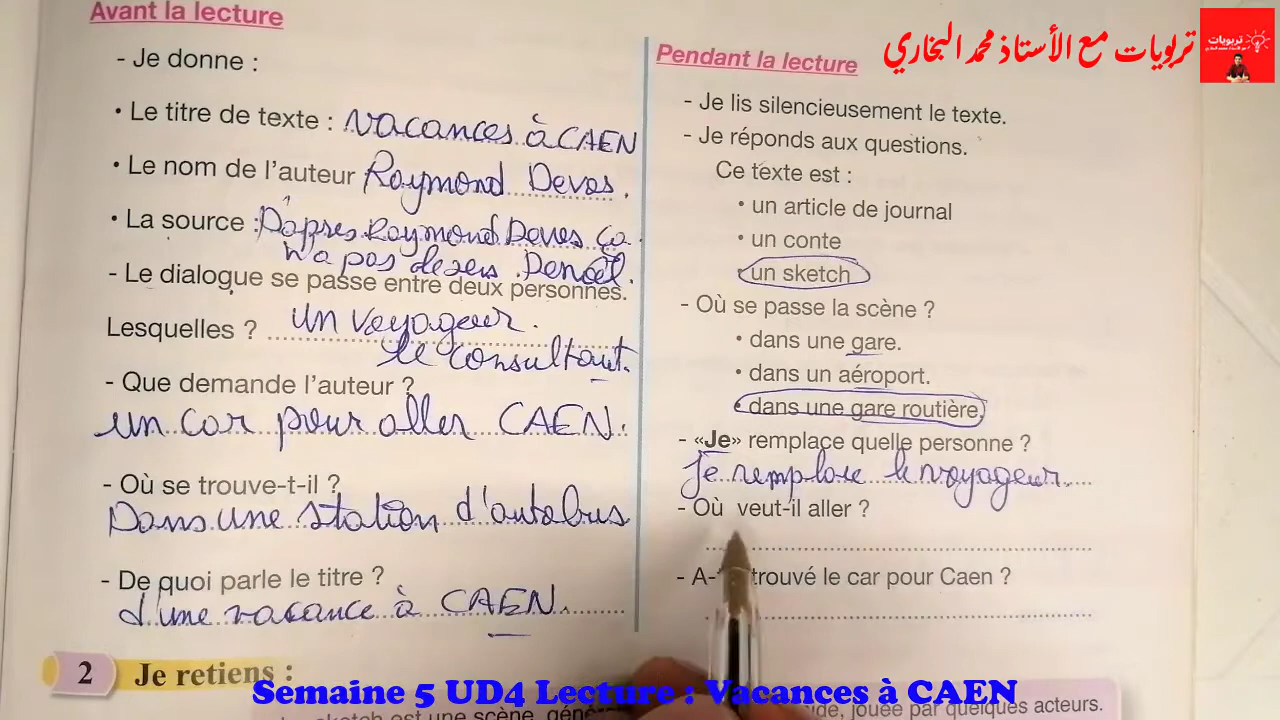 Avant la lecture
- Je donne :
• Le titre de texte : vacances à CAEN
• Le nom de l'auteur Raymond Devos.
• La source : D'apres Raymond Devos ça
n'a pas de sens. Denoël.
- Le dialogue se passe entre deux personnes.
Lesquelles ? un voyageur.
le consultant.
- Que demande l'auteur ?
un car pour aller CAEN.
- Où se trouve-t-il ?
Dans une station d'autobus
- De quoi parle le titre ?
d'une vacance à CAEN.
2 Je retiens :
Pendant la lecture
- Je lis silencieusement le texte.
- Je réponds aux questions.
Ce texte est :
• un article de journal
• un conte
• un sketch
- Où se passe la scène ?
• dans une gare.
• dans un aéroport.
• dans une gare routière.
- «Je» remplace quelle personne ?
Je remplace le voyageur.
- Où veut-il aller ?
- A- trouvé le car pour Caen ?
sketch est une scène, jouée par quelques acteurs.
تربويات مع الأستاذ محمد البخاري
تربويات
Semaine 5 UD4 Lecture : Vacances à CAEN